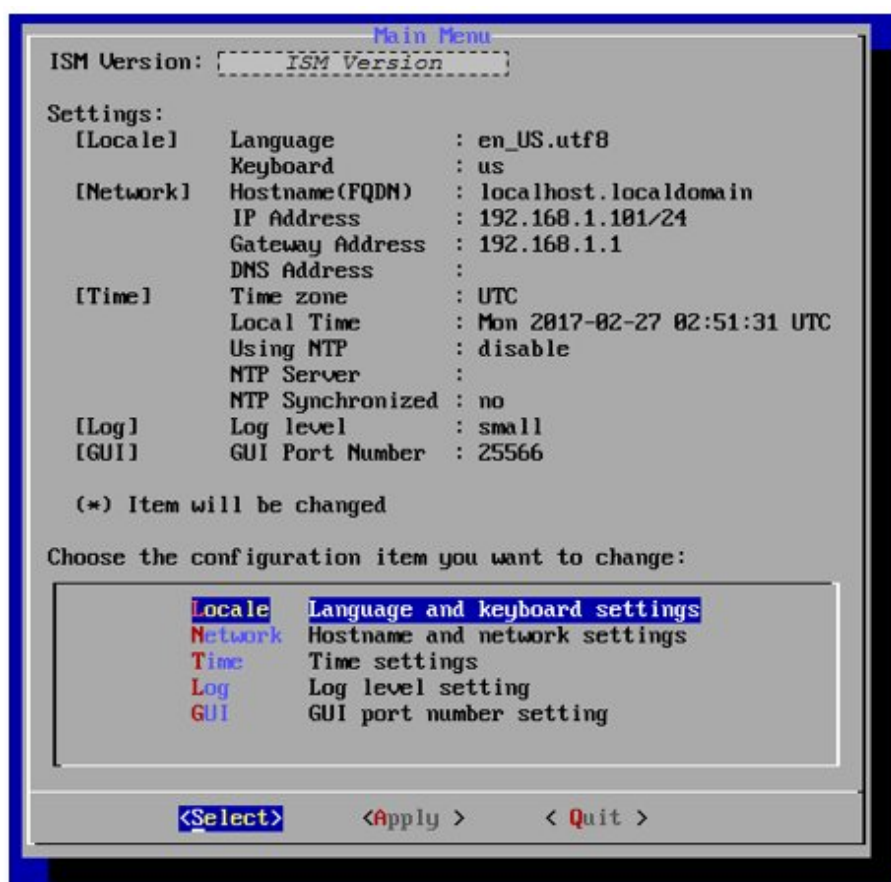 Main Menu
ISM Version: ISM Version
Settings:
[Locale] Language : en_US.utf8
Keyboard : us
[Network] Hostname(FQDN) : localhost.localdomain
IP Address : 192.168.1.101/24
Gateway Address : 192.168.1.1
DNS Address :
[Time] Time zone : UTC
Local Time : Mon 2017-02-27 02:51:31 UTC
Using NTP : disable
NTP Server :
NTP Synchronized : no
[Log] Log level : small
[GUI] GUI Port Number : 25566
(*) Item will be changed
Choose the configuration item you want to change:
Locale Language and keyboard settings
Network Hostname and network settings
Time Time settings
Log Log level setting
GUI GUI port number setting
<Select> <Apply > < Quit >